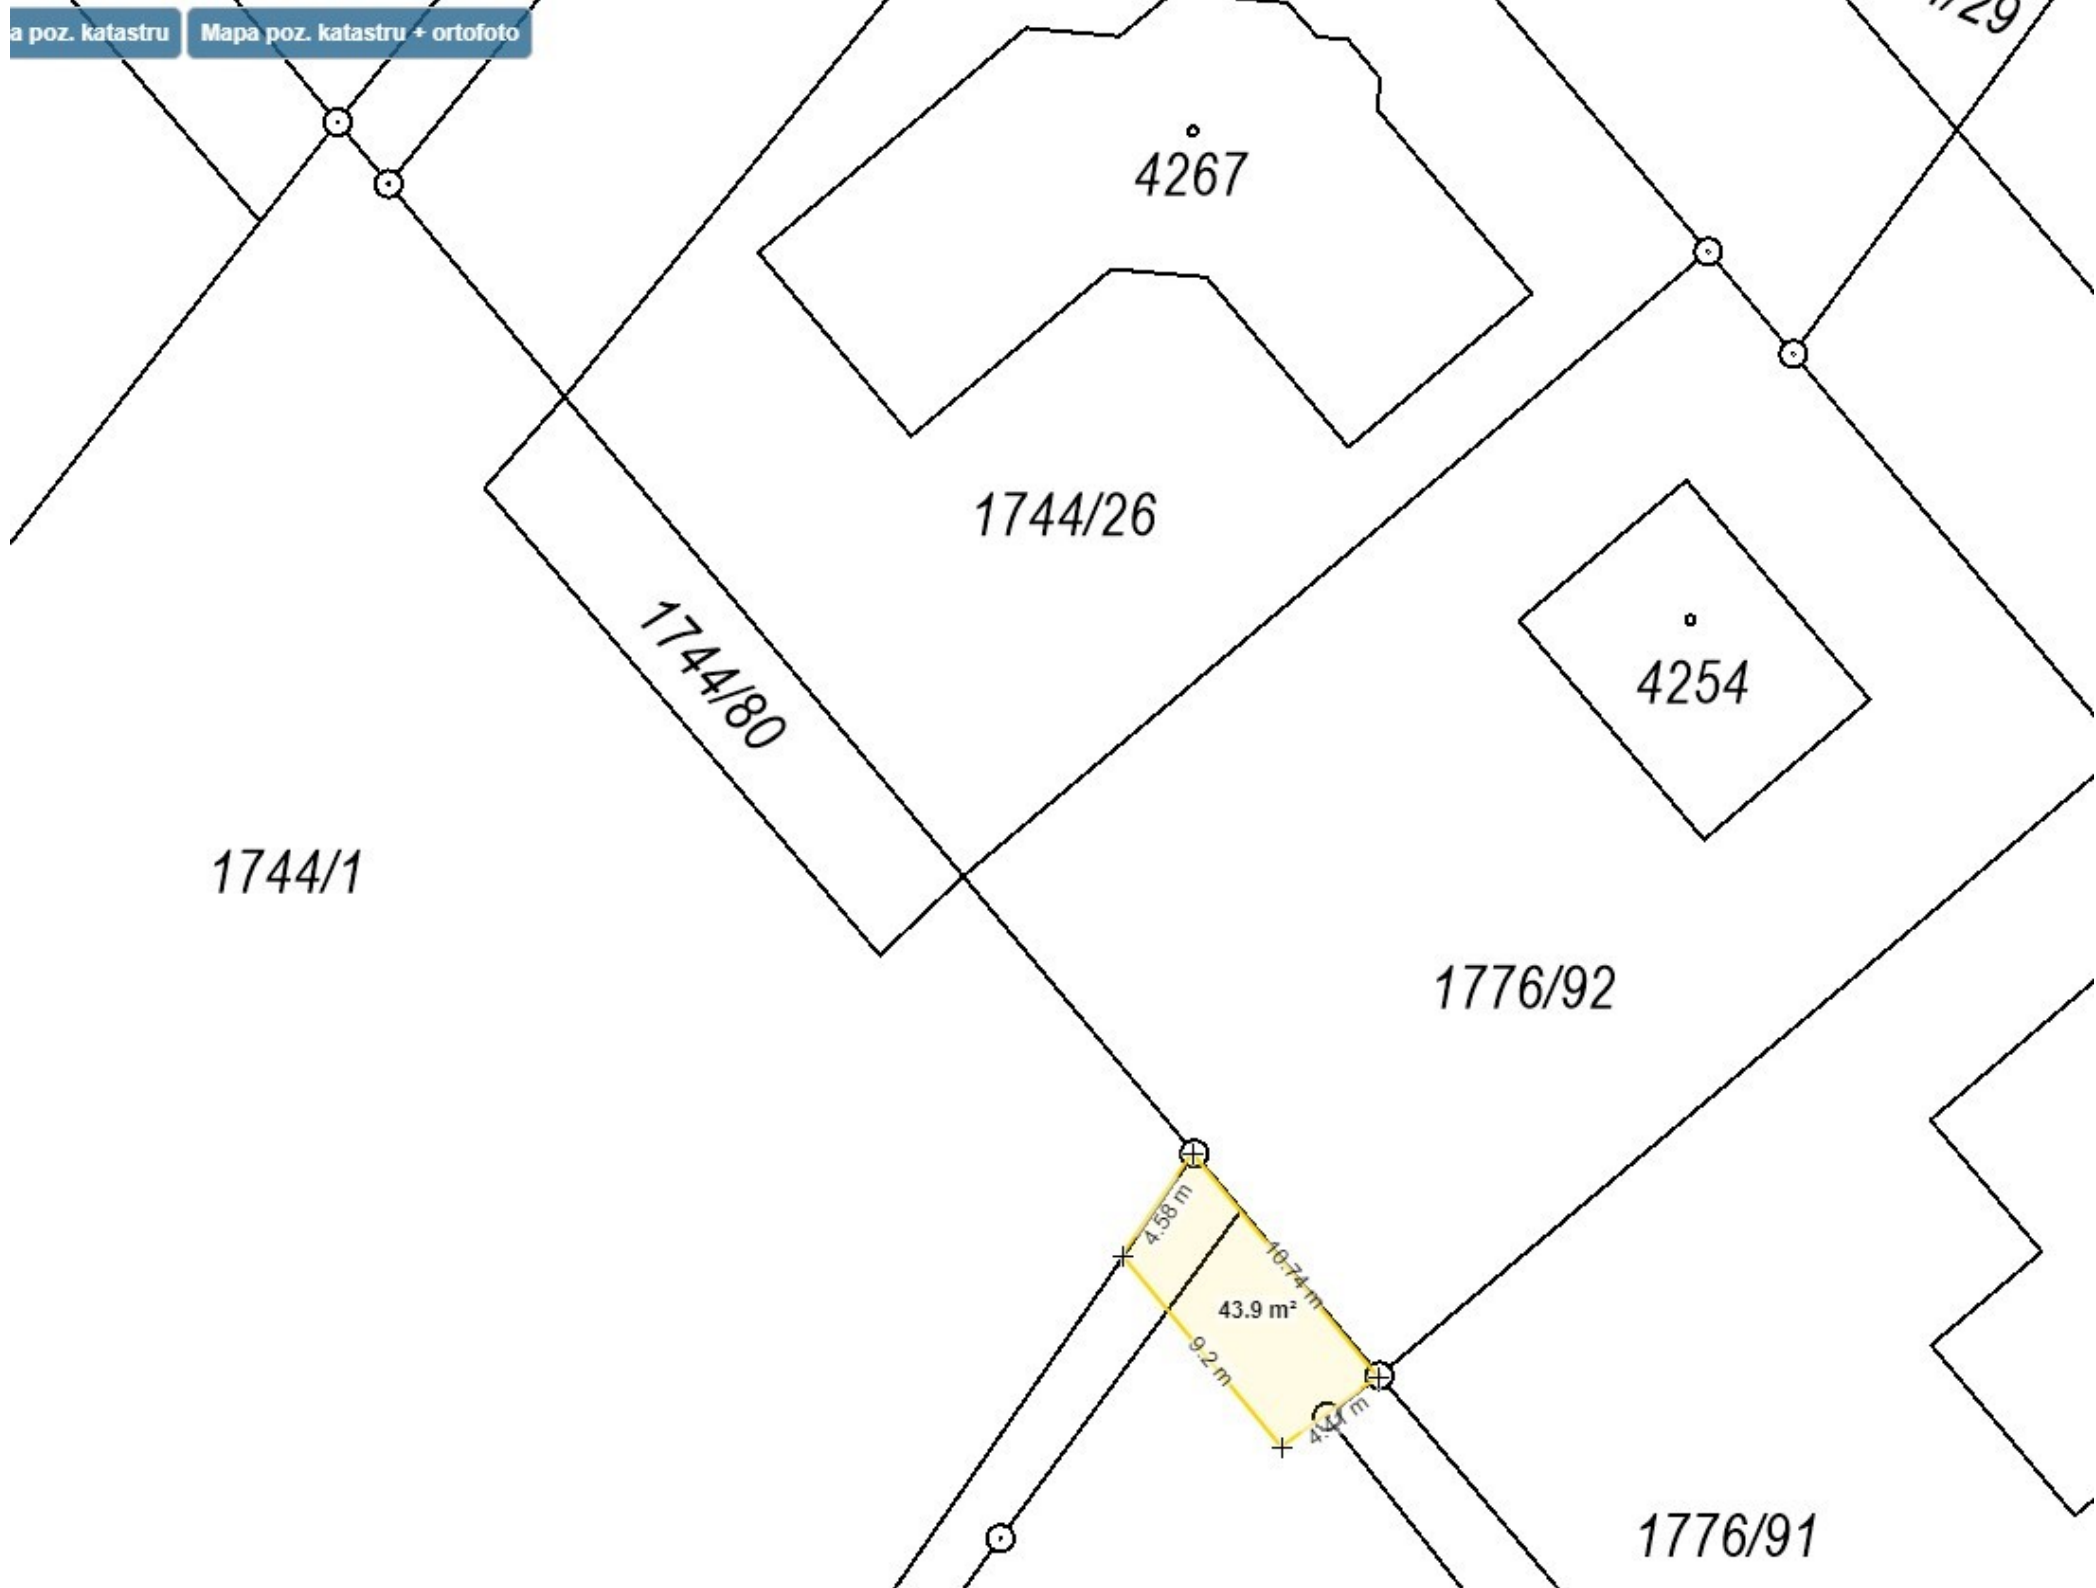 a poz. katastru
Mapa poz. katastru + ortofoto
/29
4267
1744/26
4254
1744/80
1744/1
1776/92
4.58 m
10.74 m
43.9 m²
9.2 m
1776/91